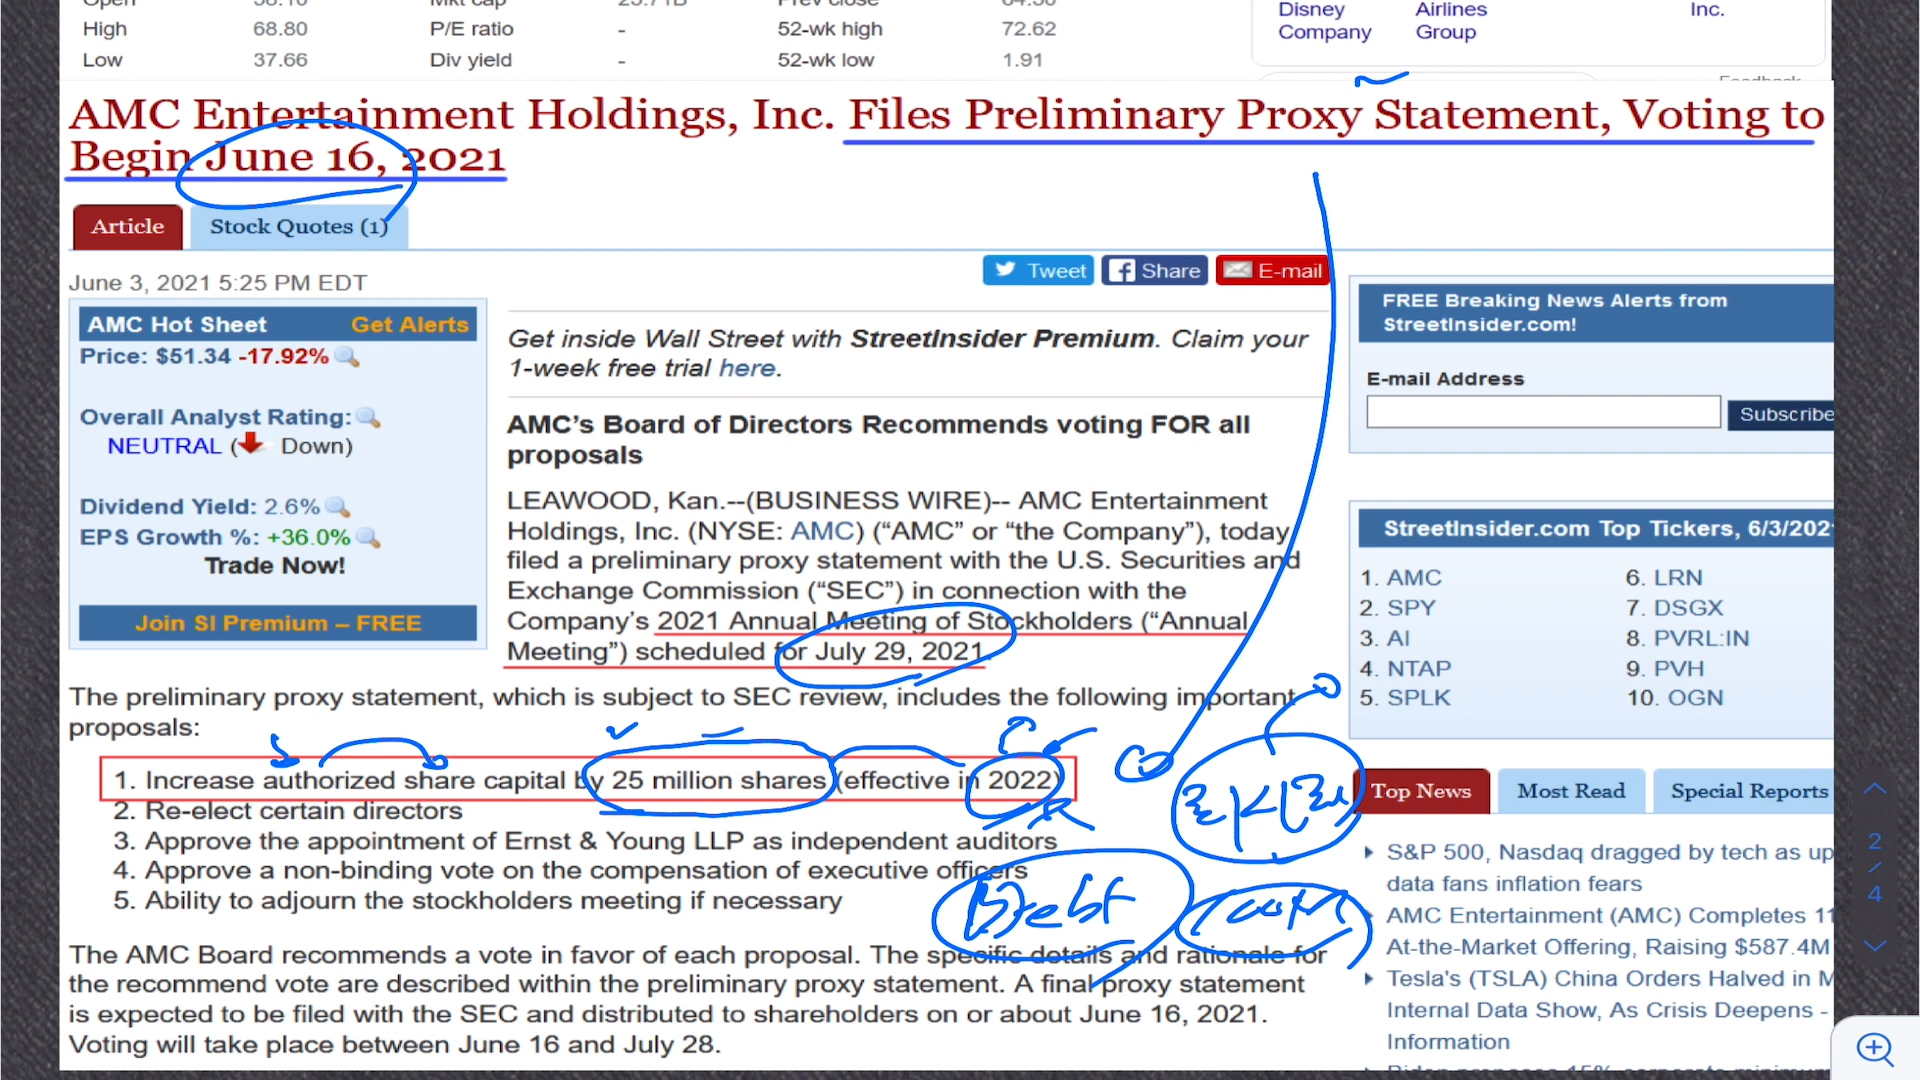 High 68.80 P/E ratio - 52-wk high 72.62
Low 37.66 Div yield - 52-wk low 1.91
Disney Company
Airlines Group
Inc.
AMC Entertainment Holdings, Inc. Files Preliminary Proxy Statement, Voting to
Begin June 16, 2021
Article
Stock Quotes (1)
June 3, 2021 5:25 PM EDT
Tweet
Share
E-mail
AMC Hot Sheet Get Alerts
Price: $51.34 -17.92%
Overall Analyst Rating:
NEUTRAL ( Down)
Dividend Yield: 2.6%
EPS Growth %: +36.0%
Trade Now!
Join SI Premium – FREE
Get inside Wall Street with StreetInsider Premium. Claim your
1-week free trial here.
AMC’s Board of Directors Recommends voting FOR all
proposals
LEAWOOD, Kan.--(BUSINESS WIRE)-- AMC Entertainment
Holdings, Inc. (NYSE: AMC) (“AMC” or “the Company”), today
filed a preliminary proxy statement with the U.S. Securities and
Exchange Commission (“SEC”) in connection with the
Company’s 2021 Annual Meeting of Stockholders (“Annual
Meeting”) scheduled for July 29, 2021.
The preliminary proxy statement, which is subject to SEC review, includes the following important
proposals:
1. Increase authorized share capital by 25 million shares (effective in 2022)
2. Re-elect certain directors
3. Approve the appointment of Ernst & Young LLP as independent auditors
4. Approve a non-binding vote on the compensation of executive officers
5. Ability to adjourn the stockholders meeting if necessary
Debt
The AMC Board recommends a vote in favor of each proposal. The specific details and rationale for
the recommend vote are described within the preliminary proxy statement. A final proxy statement
is expected to be filed with the SEC and distributed to shareholders on or about June 16, 2021.
Voting will take place between June 16 and July 28.
FREE Breaking News Alerts from
StreetInsider.com!
E-mail Address
Subscribe
StreetInsider.com Top Tickers, 6/3/202
1. AMC 6. LRN
2. SPY 7. DSGX
3. AI 8. PVRL:IN
4. NTAP 9. PVH
5. SPLK 10. OGN
Top News
Most Read
Special Reports
S&P 500, Nasdaq dragged by tech as up
data fans inflation fears
AMC Entertainment (AMC) Completes 11
At-the-Market Offering, Raising $587.4M
Tesla's (TSLA) China Orders Halved in M
Internal Data Show, As Crisis Deepens -
Information
2
/
4